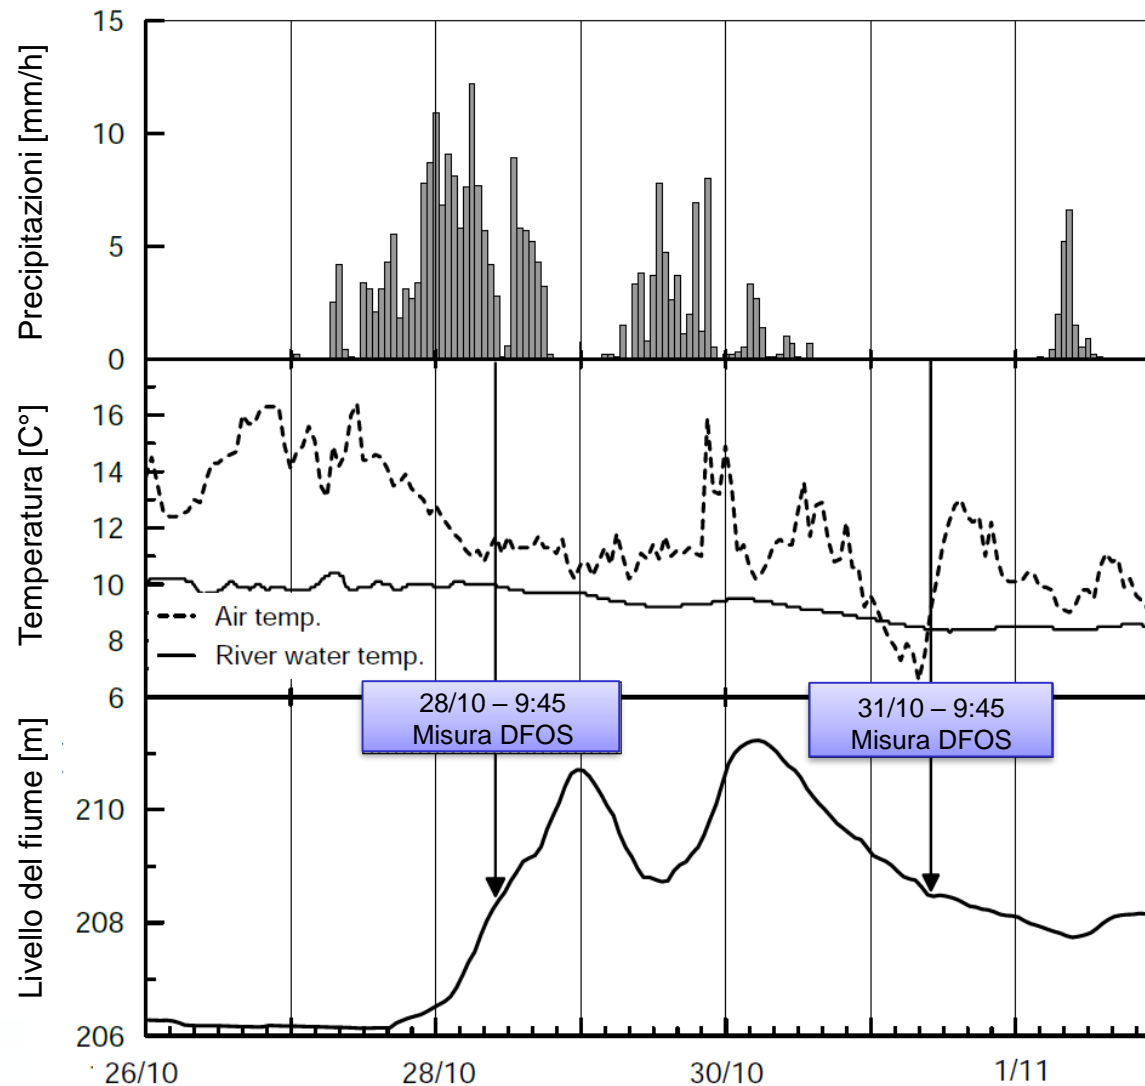 Precipitazioni [mm/h]
15
10
5
0
Temperatura [C°]
16
14
12
10
8
6
Air temp.
River water temp.
28/10 – 9:45
Misura DFOS
31/10 – 9:45
Misura DFOS
Livello del fiume [m]
210
208
206
26/10
28/10
30/10
1/11